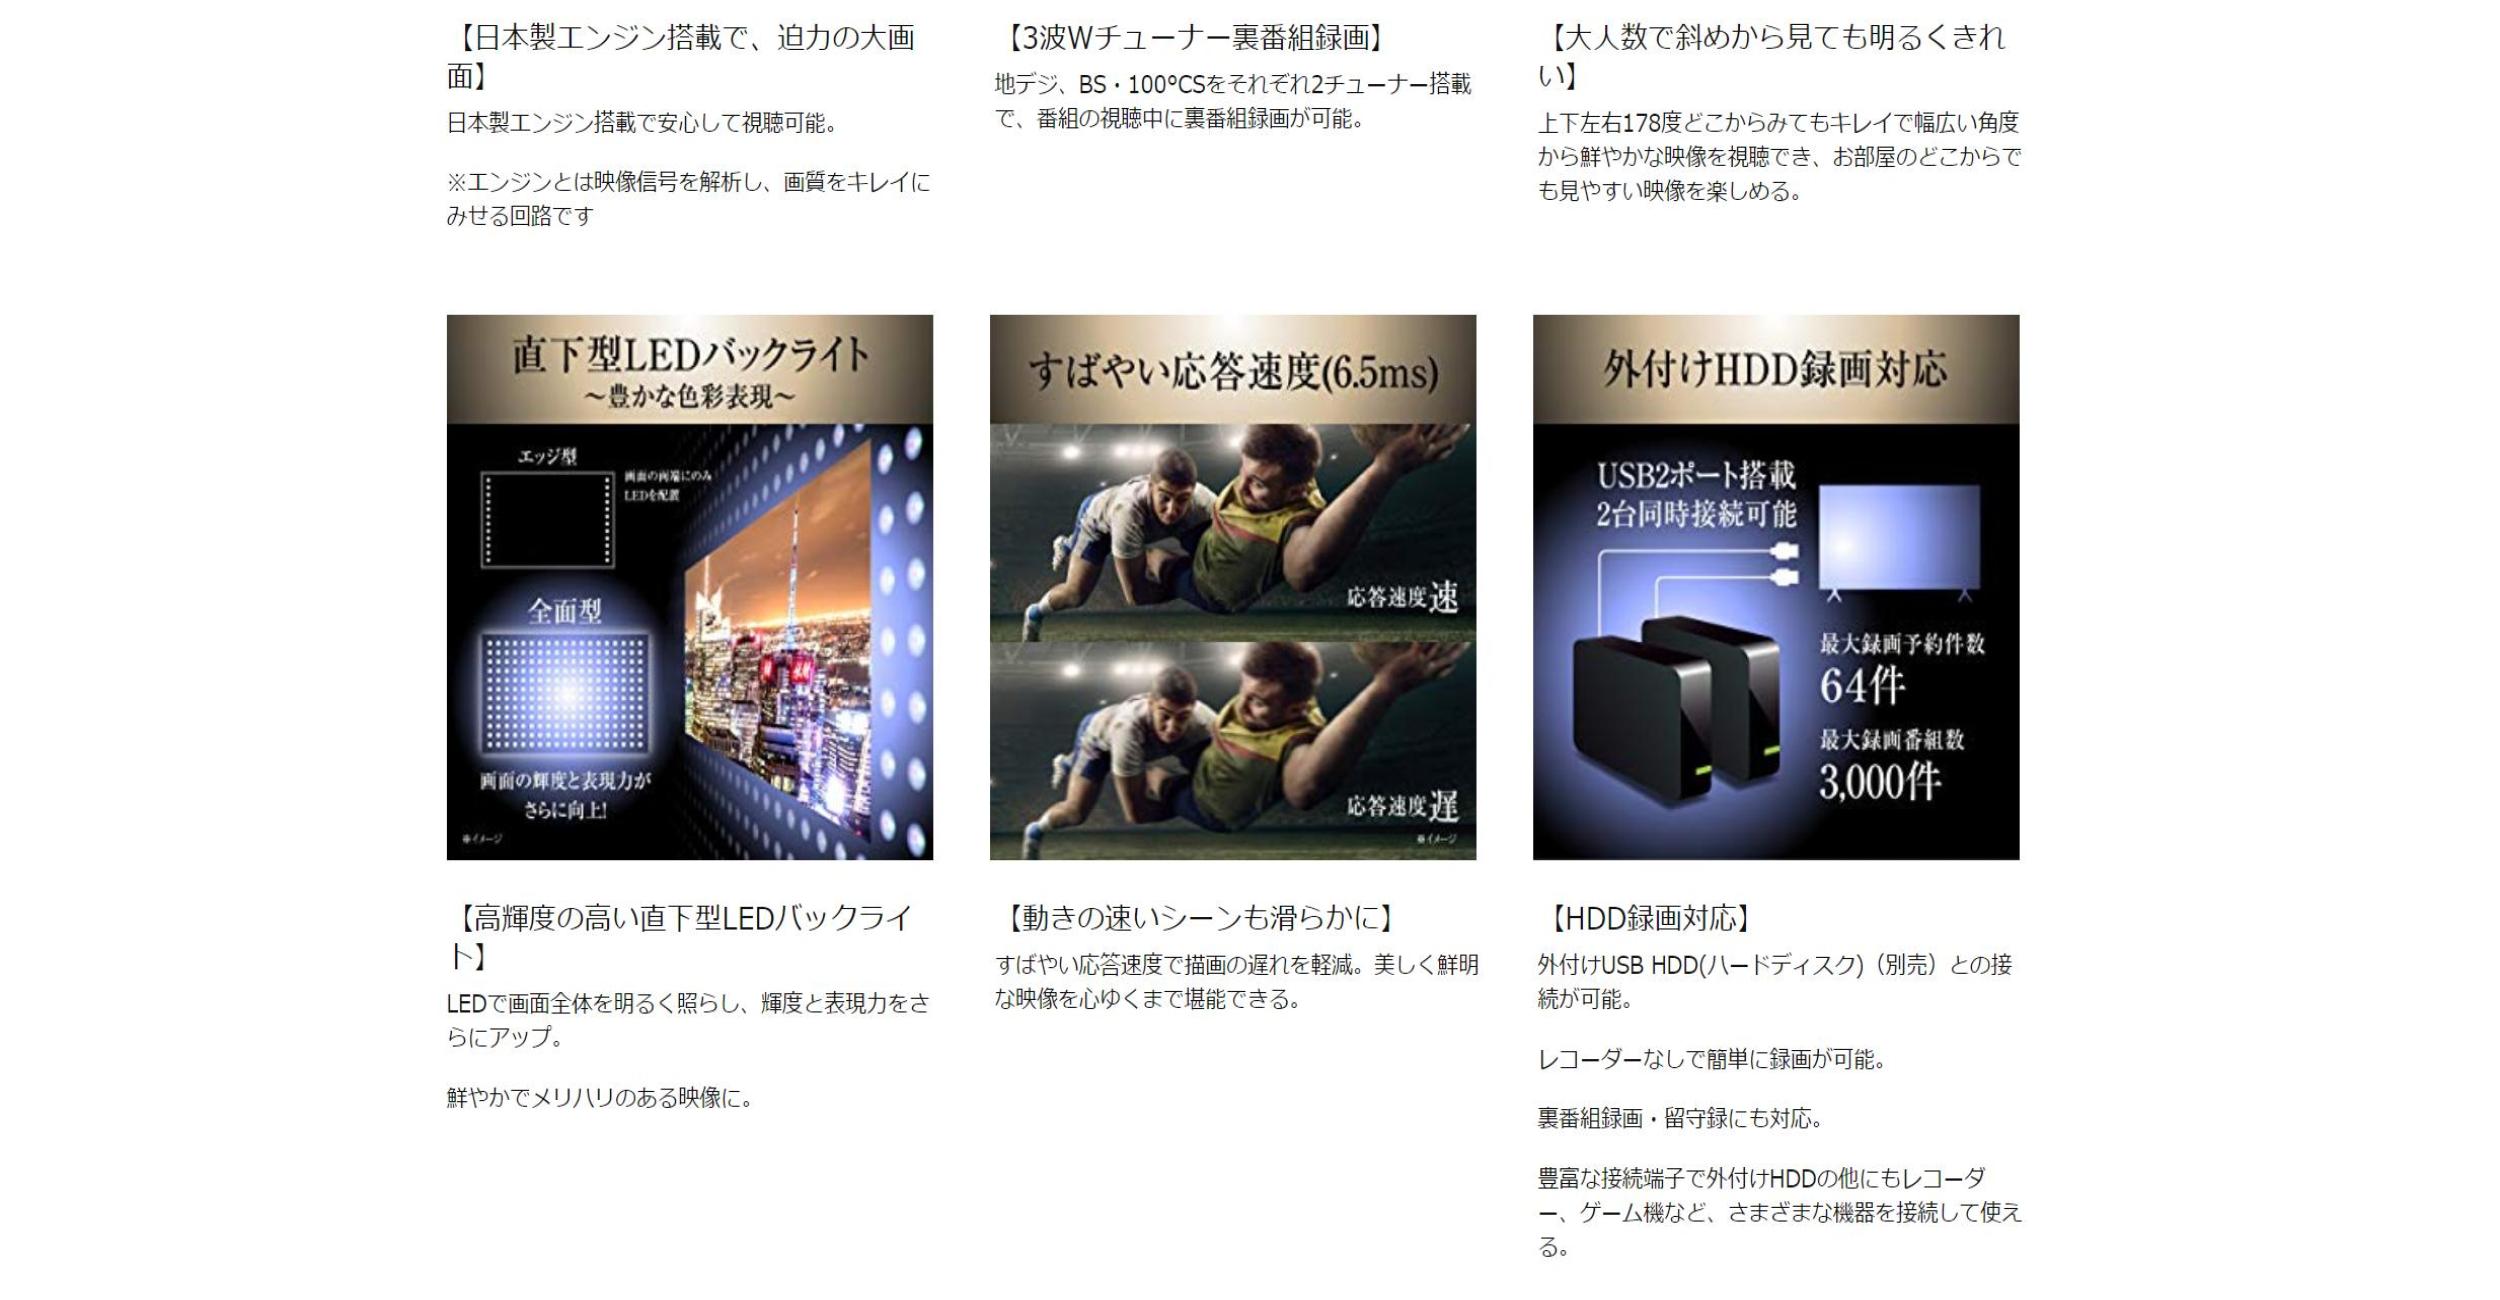 【日本製エンジン搭載で、迫力の大画
面】
日本製エンジン搭載で安心して視聴可能。
※エンジンとは映像信号を解析し、画質をキレイに
みせる回路です
【3波Wチューナー裏番組録画】
地デジ、BS・100°CSをそれぞれ2チューナー搭載
で、番組の視聴中に裏番組録画が可能。
【大人数で斜めから見ても明るくきれ
い】
上下左右178度どこからみてもキレイで幅広い角度
から鮮やかな映像を視聴でき、お部屋のどこからで
も見やすい映像を楽しめる。
直下型LEDバックライト
～豊かな色彩表現～
エッジ型
画面の両端にのみ
LEDを配置
全面型
画面の輝度と表現力が
さらに向上!
※イメージ
【高輝度の高い直下型LEDバックライ
ト】
LEDで画面全体を明るく照らし、輝度と表現力をさ
らにアップ。
鮮やかでメリハリのある映像に。
すばやい応答速度(6.5ms)
応答速度速
応答速度遅
※イメージ
【動きの速いシーンも滑らかに】
すばやい応答速度で描画の遅れを軽減。美しく鮮明
な映像を心ゆくまで堪能できる。
外付けHDD録画対応
USB2ポート搭載
2台同時接続可能
最大録画予約件数
64件
最大録画番組数
3,000件
【HDD録画対応】
外付けUSB HDD(ハードディスク)（別売）との接
続が可能。
レコーダーなしで簡単に録画が可能。
裏番組録画・留守録にも対応。
豊富な接続端子で外付けHDDの他にもレコーダ
ー、ゲーム機など、さまざまな機器を接続して使え
る。